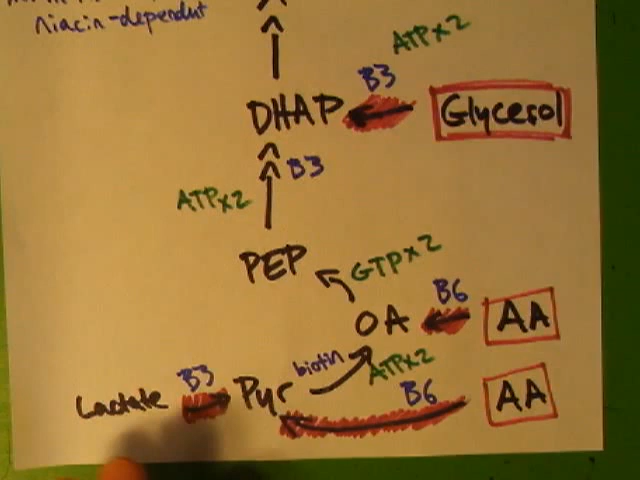 niacin-dependent
ATPx2
B3
DHAP
Glycerol
B3
ATPx2
PEP
GTPx2
B6
OA
AA
biotin
ATPx2
B3
B6
Lactate
Pyr
AA